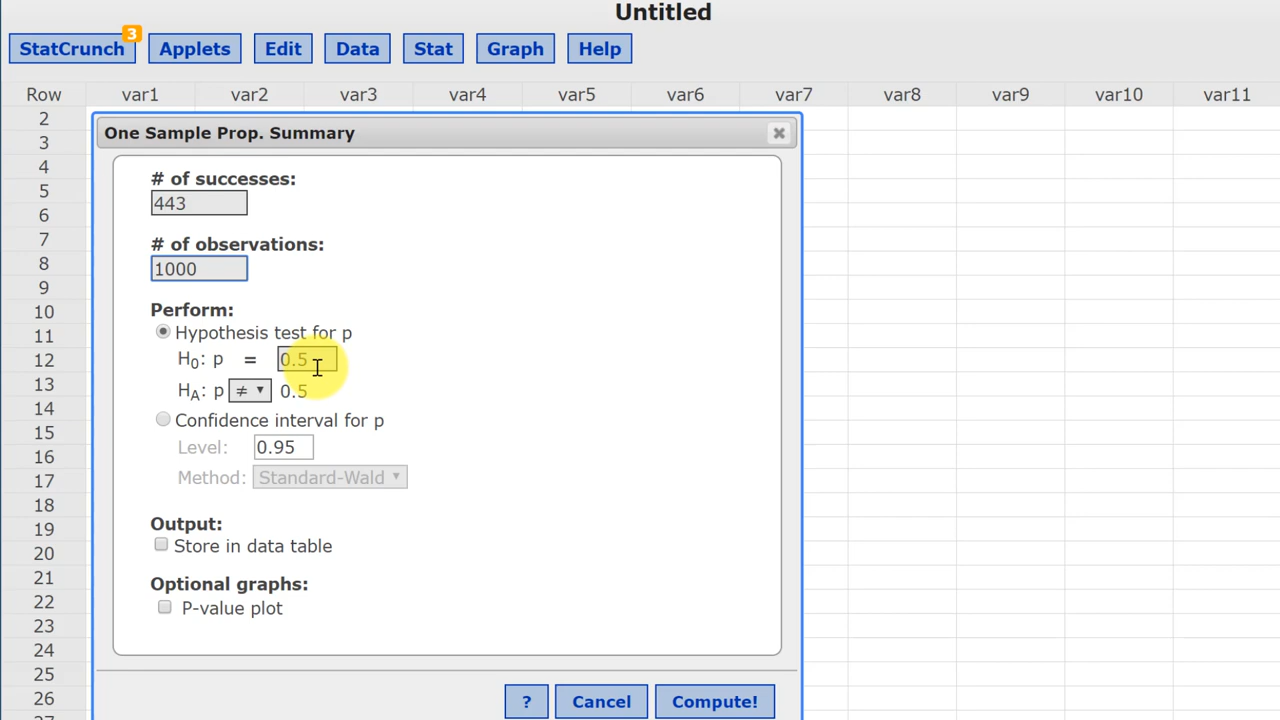 Untitled
StatCrunch 3 Applets Edit Data Stat Graph Help
Row var1 var2 var3 var4 var5 var6 var7 var8 var9 var10 var11
2
3
4
5
6
7
8
9
10
11
12
13
14
15
16
17
18
19
20
21
22
23
24
25
26
One Sample Prop. Summary
# of successes:
443
# of observations:
1000
Perform:
Hypothesis test for p
H₀: p = 0.5
H_A: p ≠ 0.5
Confidence interval for p
Level: 0.95
Method: Standard-Wald
Output:
Store in data table
Optional graphs:
P-value plot
? Cancel Compute!